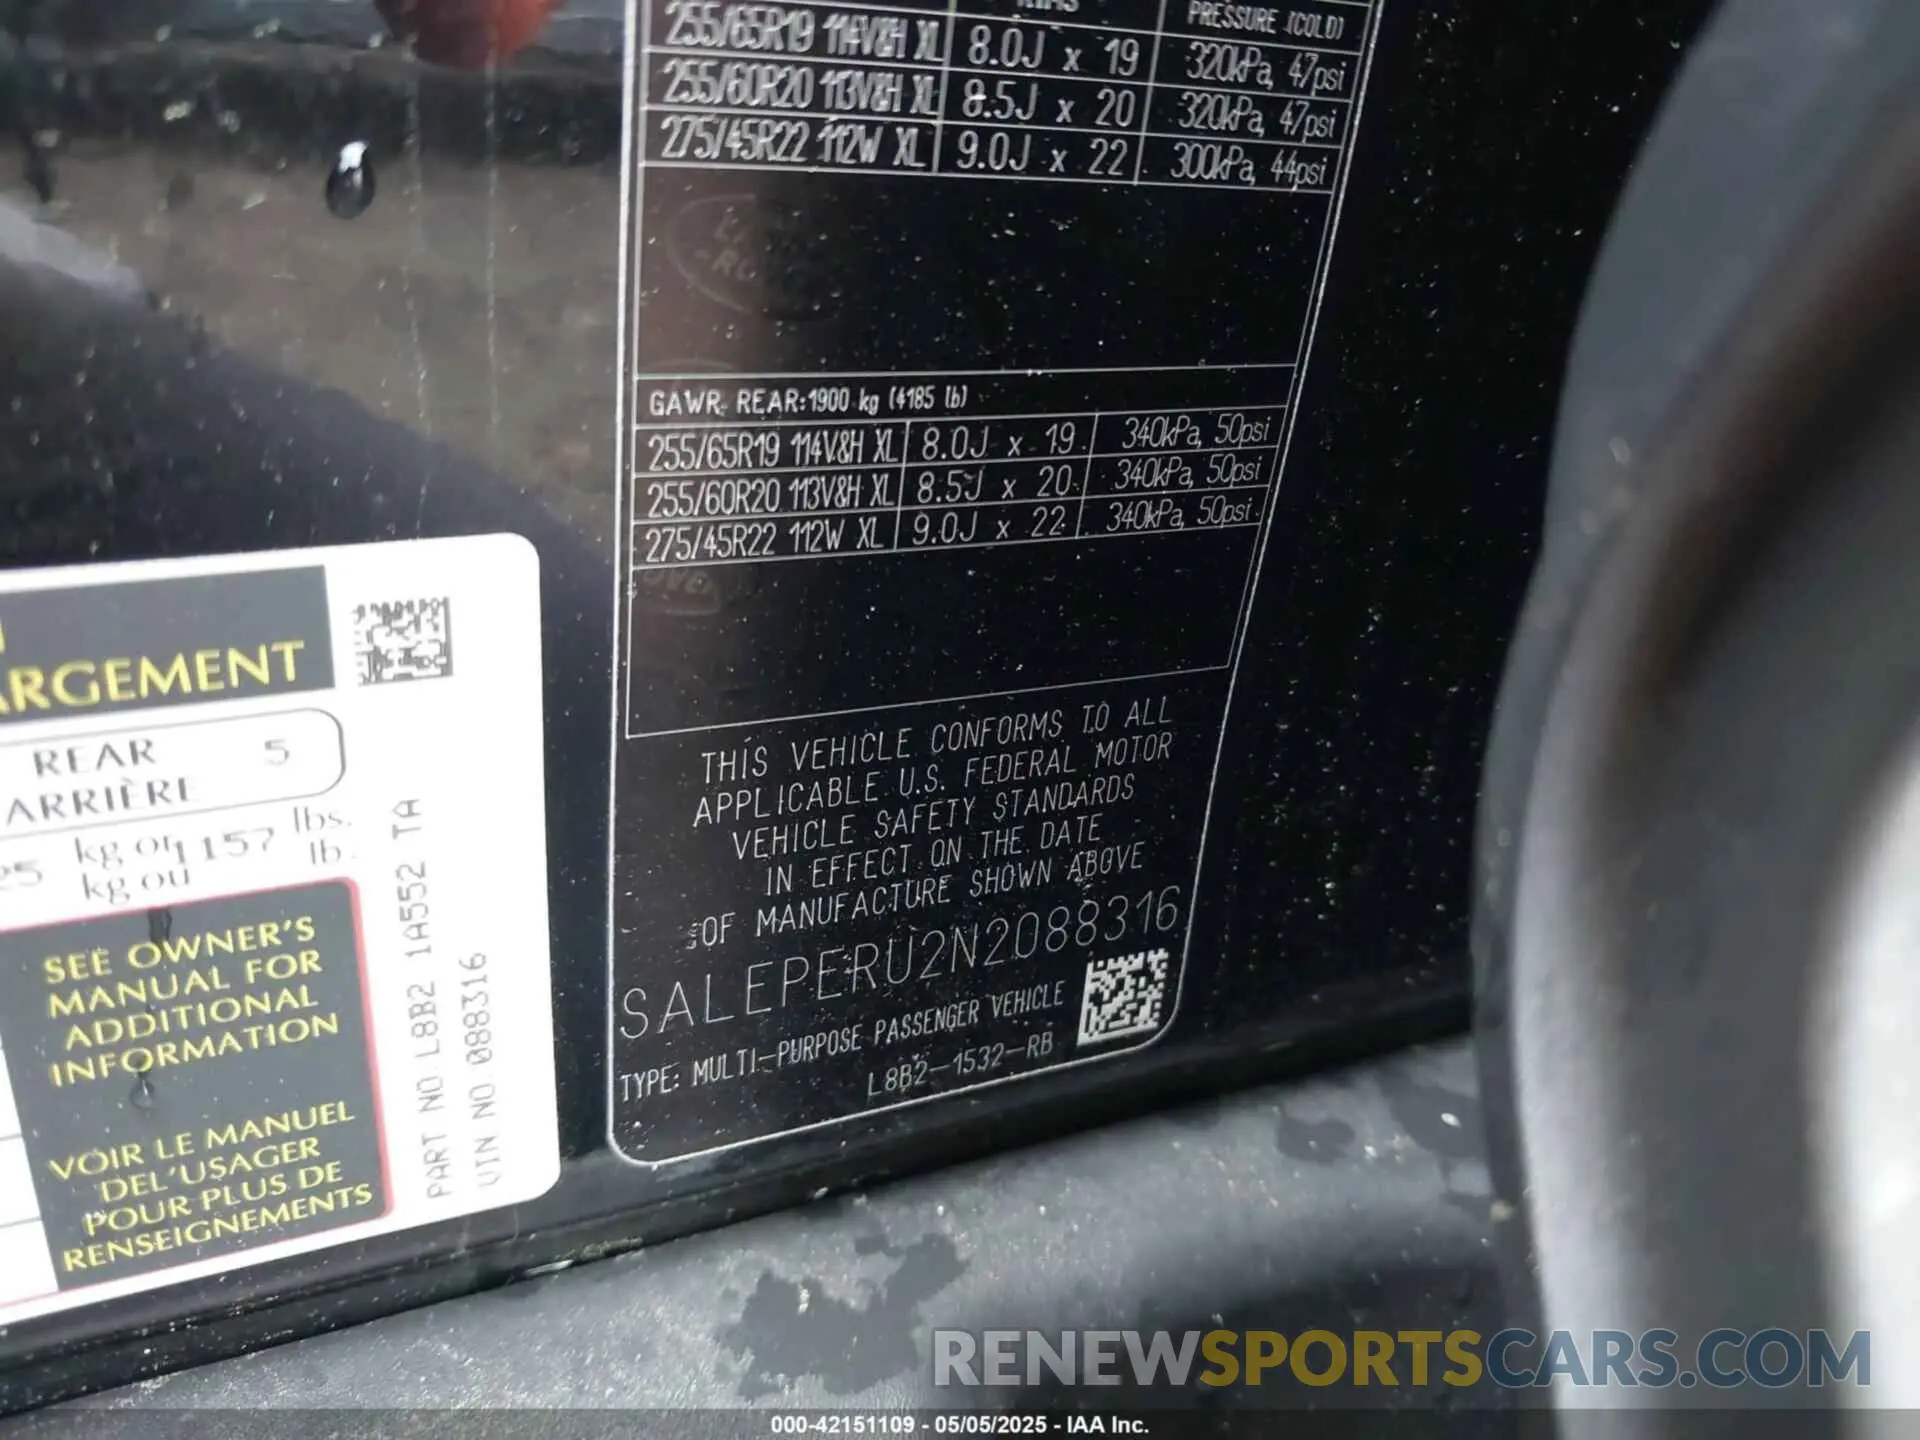 PRESSURE (COLD)
255/65R19 114V&H XL 8.0J x 19 320kPa, 47psi
255/60R20 113V&H XL 8.5J x 20 320kPa, 47psi
275/45R22 112W XL 9.0J x 22 300kPa, 44psi
GAWR REAR:1900 kg (4185 lb)
255/65R19 114V&H XL 8.0J x 19 340kPa, 50psi
255/60R20 113V&H XL 8.5J x 20 340kPa, 50psi
275/45R22 112W XL 9.0J x 22 340kPa, 50psi
THIS VEHICLE CONFORMS TO ALL
APPLICABLE U.S. FEDERAL MOTOR
VEHICLE SAFETY STANDARDS
IN EFFECT ON THE DATE
OF MANUFACTURE SHOWN ABOVE
SALEPERU2N2088316
TYPE: MULTI-PURPOSE PASSENGER VEHICLE
L8B2-1532-RB
ARGEMENT
REAR 5
ARRIÈRE
kg or 1157 lbs.
kg ou lb.
SEE OWNER'S
MANUAL FOR
ADDITIONAL
INFORMATION
VOIR LE MANUEL
DEL'USAGER
POUR PLUS DE
RENSEIGNEMENTS
PART NO L8B2 1A552 TA
VIN NO.088316
RENEWSPORTSCARS.COM
000-42151109 - 05/05/2025 - IAA Inc.